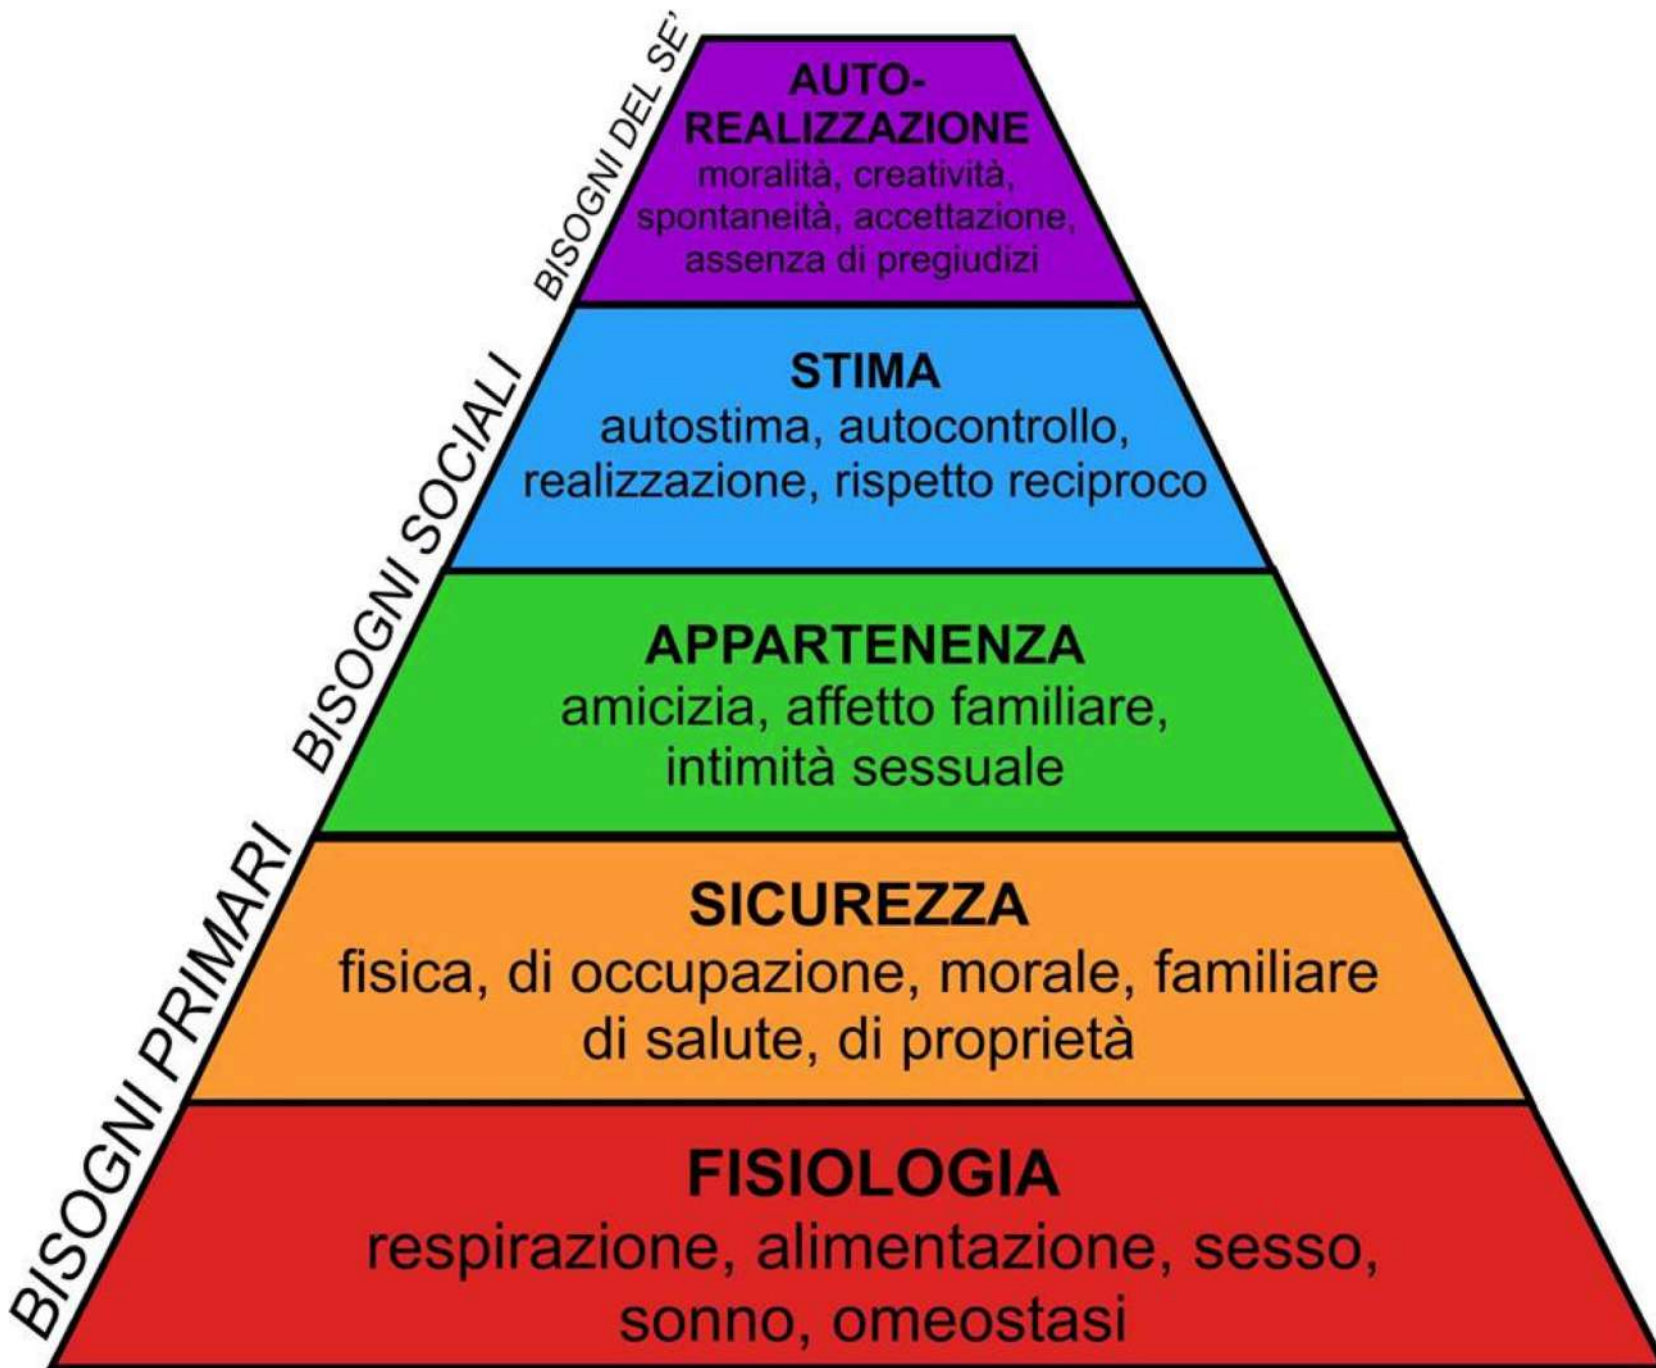 BISOGNI DEL SE'
AUTO-
REALIZZAZIONE
moralità, creatività,
spontaneità, accettazione,
assenza di pregiudizi
BISOGNI SOCIALI
STIMA
autostima, autocontrollo,
realizzazione, rispetto reciproco
APPARTENENZA
amicizia, affetto familiare,
intimità sessuale
BISOGNI PRIMARI
SICUREZZA
fisica, di occupazione, morale, familiare
di salute, di proprietà
FISIOLOGIA
respirazione, alimentazione, sesso,
sonno, omeostasi